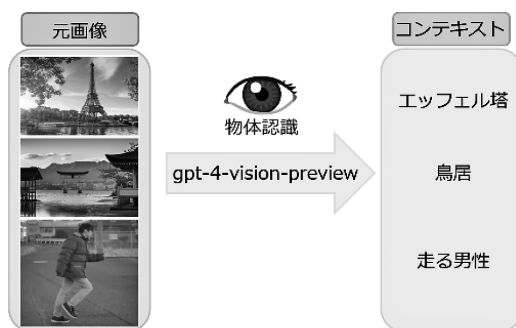 元画像
コンテキスト
物体認識
gpt-4-vision-preview
エッフェル塔
鳥居
走る男性